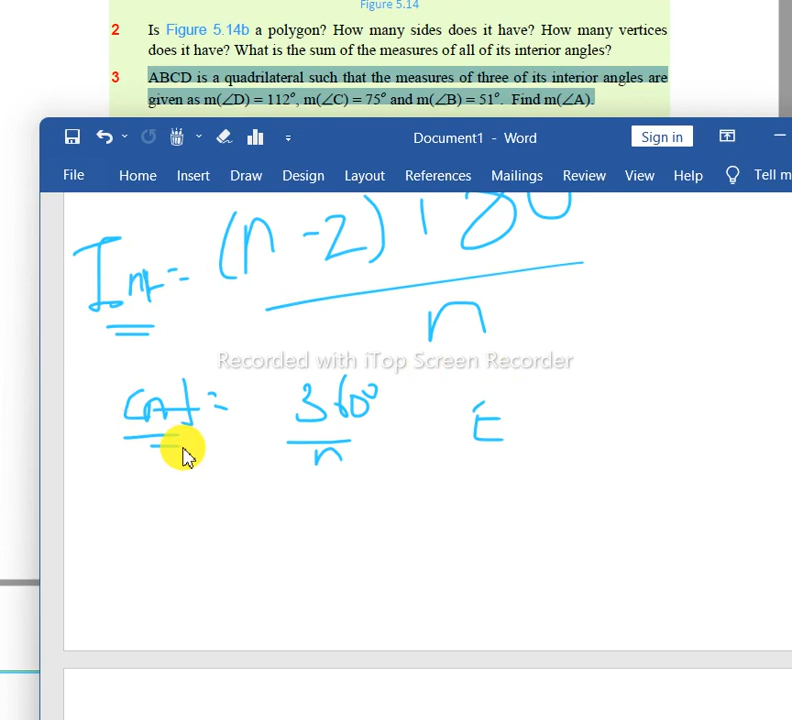 Figure 5.14
2 Is Figure 5.14b a polygon? How many sides does it have? How many vertices
does it have? What is the sum of the measures of all of its interior angles?
3 ABCD is a quadrilateral such that the measures of three of its interior angles are
given as m(∠D) = 112°, m(∠C) = 75° and m(∠B) = 51°. Find m(∠A).
Document1 - Word
Sign in
File Home Insert Draw Design Layout References Mailings Review View Help Tell m
Int = (n - 2) 180
n
Recorded with iTop Screen Recorder
= 360° E
n